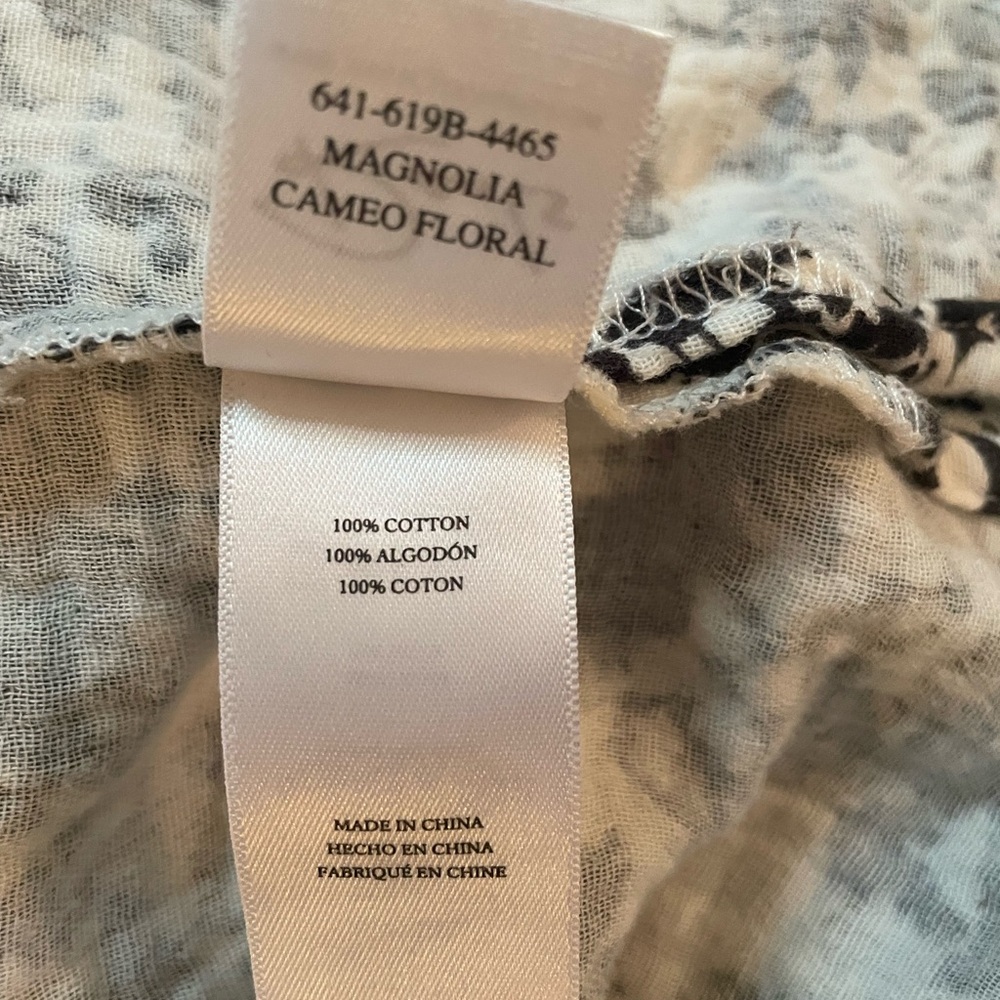 641-619B-4465
MAGNOLIA
CAMEO FLORAL
100% COTTON
100% ALGODÓN
100% COTON
MADE IN CHINA
HECHO EN CHINA
FABRIQUÉ EN CHINE